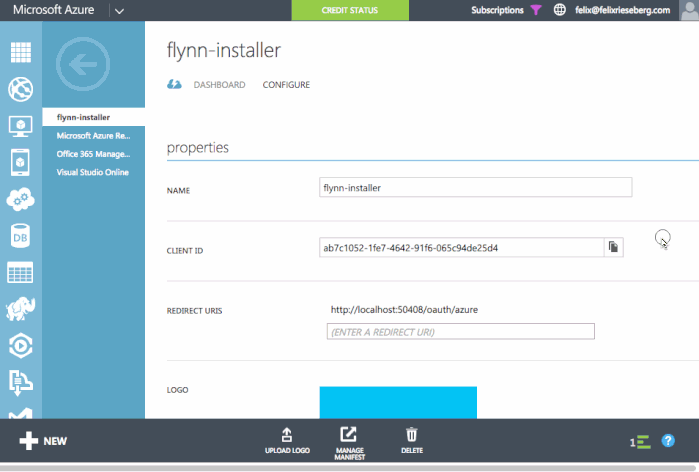 Microsoft Azure
CREDIT STATUS
Subscriptions
felix@felixrieseberg.com
flynn-installer
DASHBOARD
CONFIGURE
flynn-installer
Microsoft Azure Re...
Office 365 Manage...
Visual Studio Online
properties
NAME
flynn-installer
CLIENT ID
ab7c1052-1fe7-4642-91f6-065c94de25d4
REDIRECT URIS
http://localhost:50408/oauth/azure
(ENTER A REDIRECT URI)
LOGO
DB
NEW
UPLOAD LOGO
MANAGE
MANIFEST
DELETE
1
?